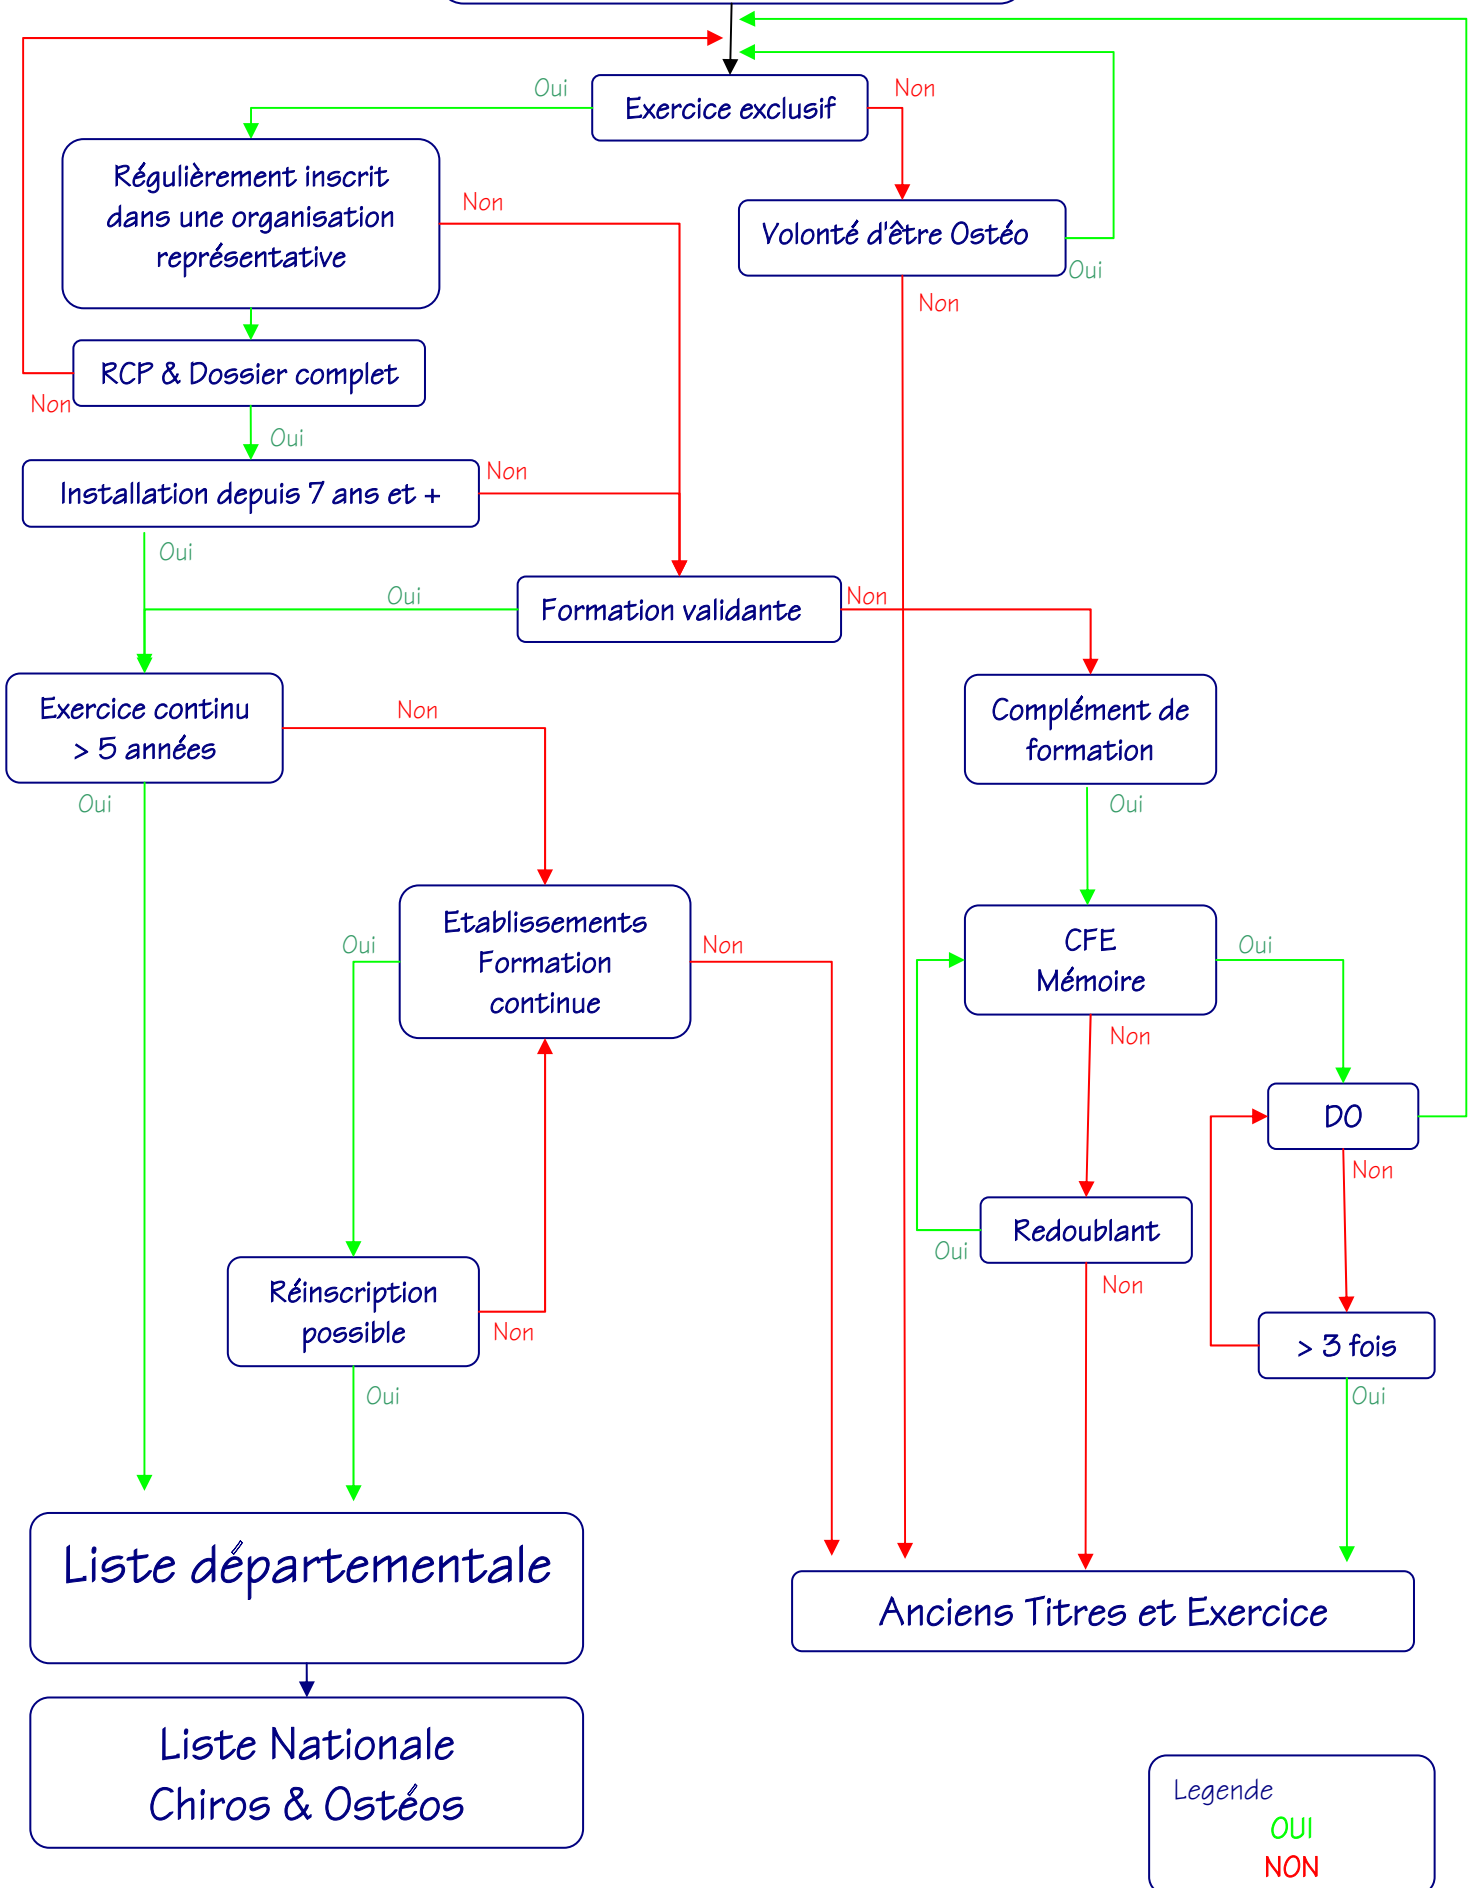 Oui
Exercice exclusif
Non
Régulièrement inscrit
dans une organisation
représentative
Non
Volonté d'être Ostéo
Oui
Non
RCP & Dossier complet
Non
Oui
Installation depuis 7 ans et +
Non
Oui
Oui
Formation validante
Non
Exercice continu
> 5 années
Non
Oui
Complément de
formation
Oui
Etablissements
Formation
continue
Oui
Non
CFE
Mémoire
Oui
Non
DO
Non
Redoublant
Oui
Non
Réinscription
possible
Non
Oui
> 3 fois
Oui
Liste départementale
Anciens Titres et Exercice
Liste Nationale
Chiros & Ostéos
Legende
OUI
NON